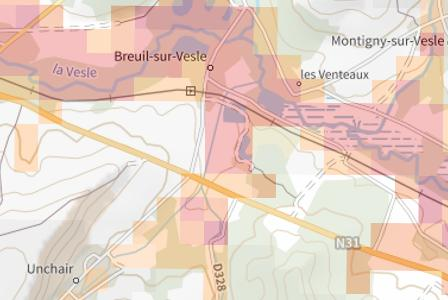 Montigny-sur-Vesle
Breuil-sur-Vesle
la Vesle
les Venteaux
N31
Unchair
D328